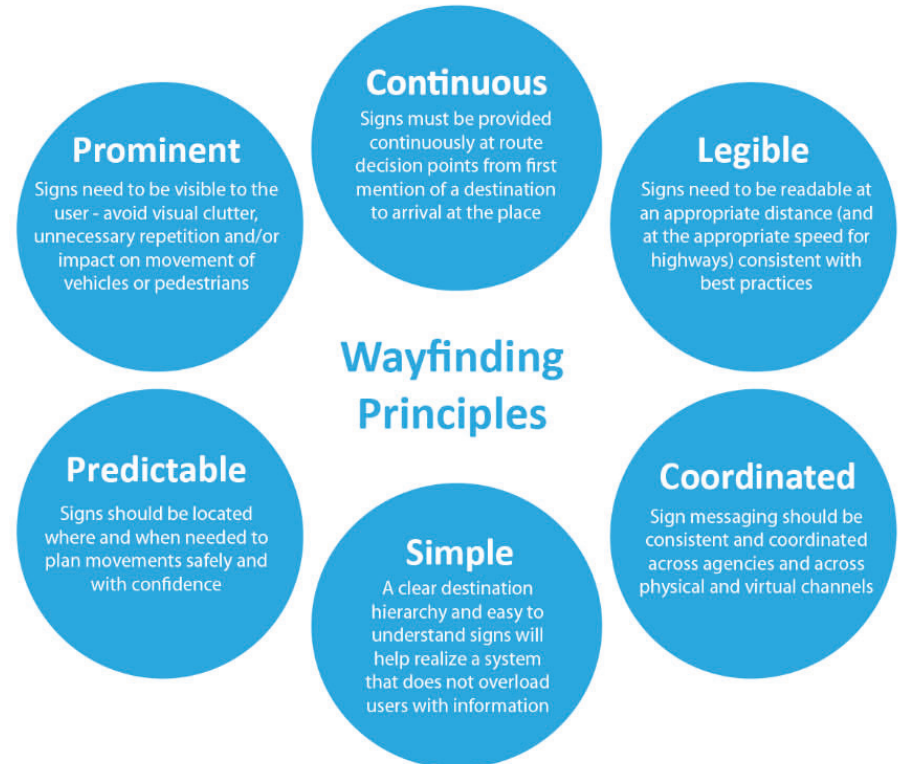 Continuous
Signs must be provided
continuously at route
decision points from first
mention of a destination
to arrival at the place
Prominent
Signs need to be visible to the
user - avoid visual clutter,
unnecessary repetition and/or
impact on movement of
vehicles or pedestrians
Legible
Signs need to be readable at
an appropriate distance (and
at the appropriate speed for
highways) consistent with
best practices
Wayfinding
Principles
Predictable
Signs should be located
where and when needed to
plan movements safely and
with confidence
Coordinated
Sign messaging should be
consistent and coordinated
across agencies and across
physical and virtual channels
Simple
A clear destination
hierarchy and easy to
understand signs will
help realize a system
that does not overload
users with information